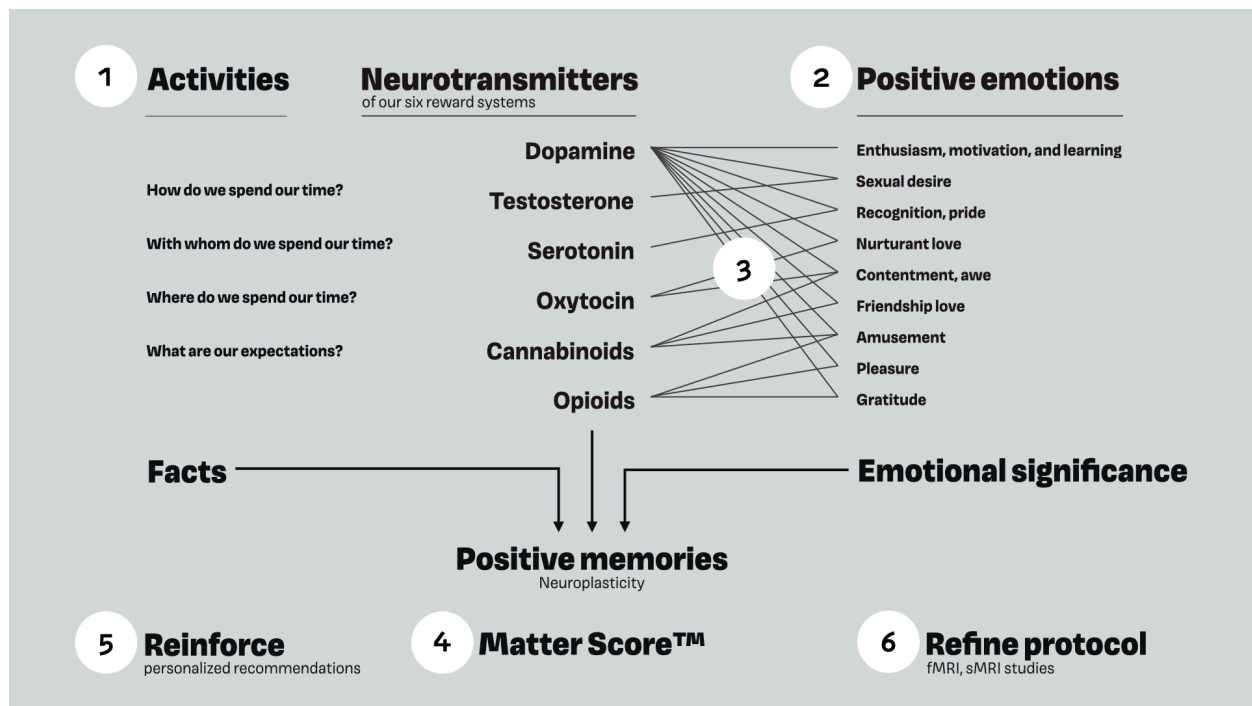 1 Activities
How do we spend our time?
With whom do we spend our time?
Where do we spend our time?
What are our expectations?
Neurotransmitters
of our six reward systems
Dopamine
Testosterone
Serotonin
Oxytocin
Cannabinoids
Opioids
3
2 Positive emotions
Enthusiasm, motivation, and learning
Sexual desire
Recognition, pride
Nurturant love
Contentment, awe
Friendship love
Amusement
Pleasure
Gratitude
Facts
Emotional significance
Positive memories
Neuroplasticity
5 Reinforce
personalized recommendations
4 Matter Score™
6 Refine protocol
fMRI, sMRI studies